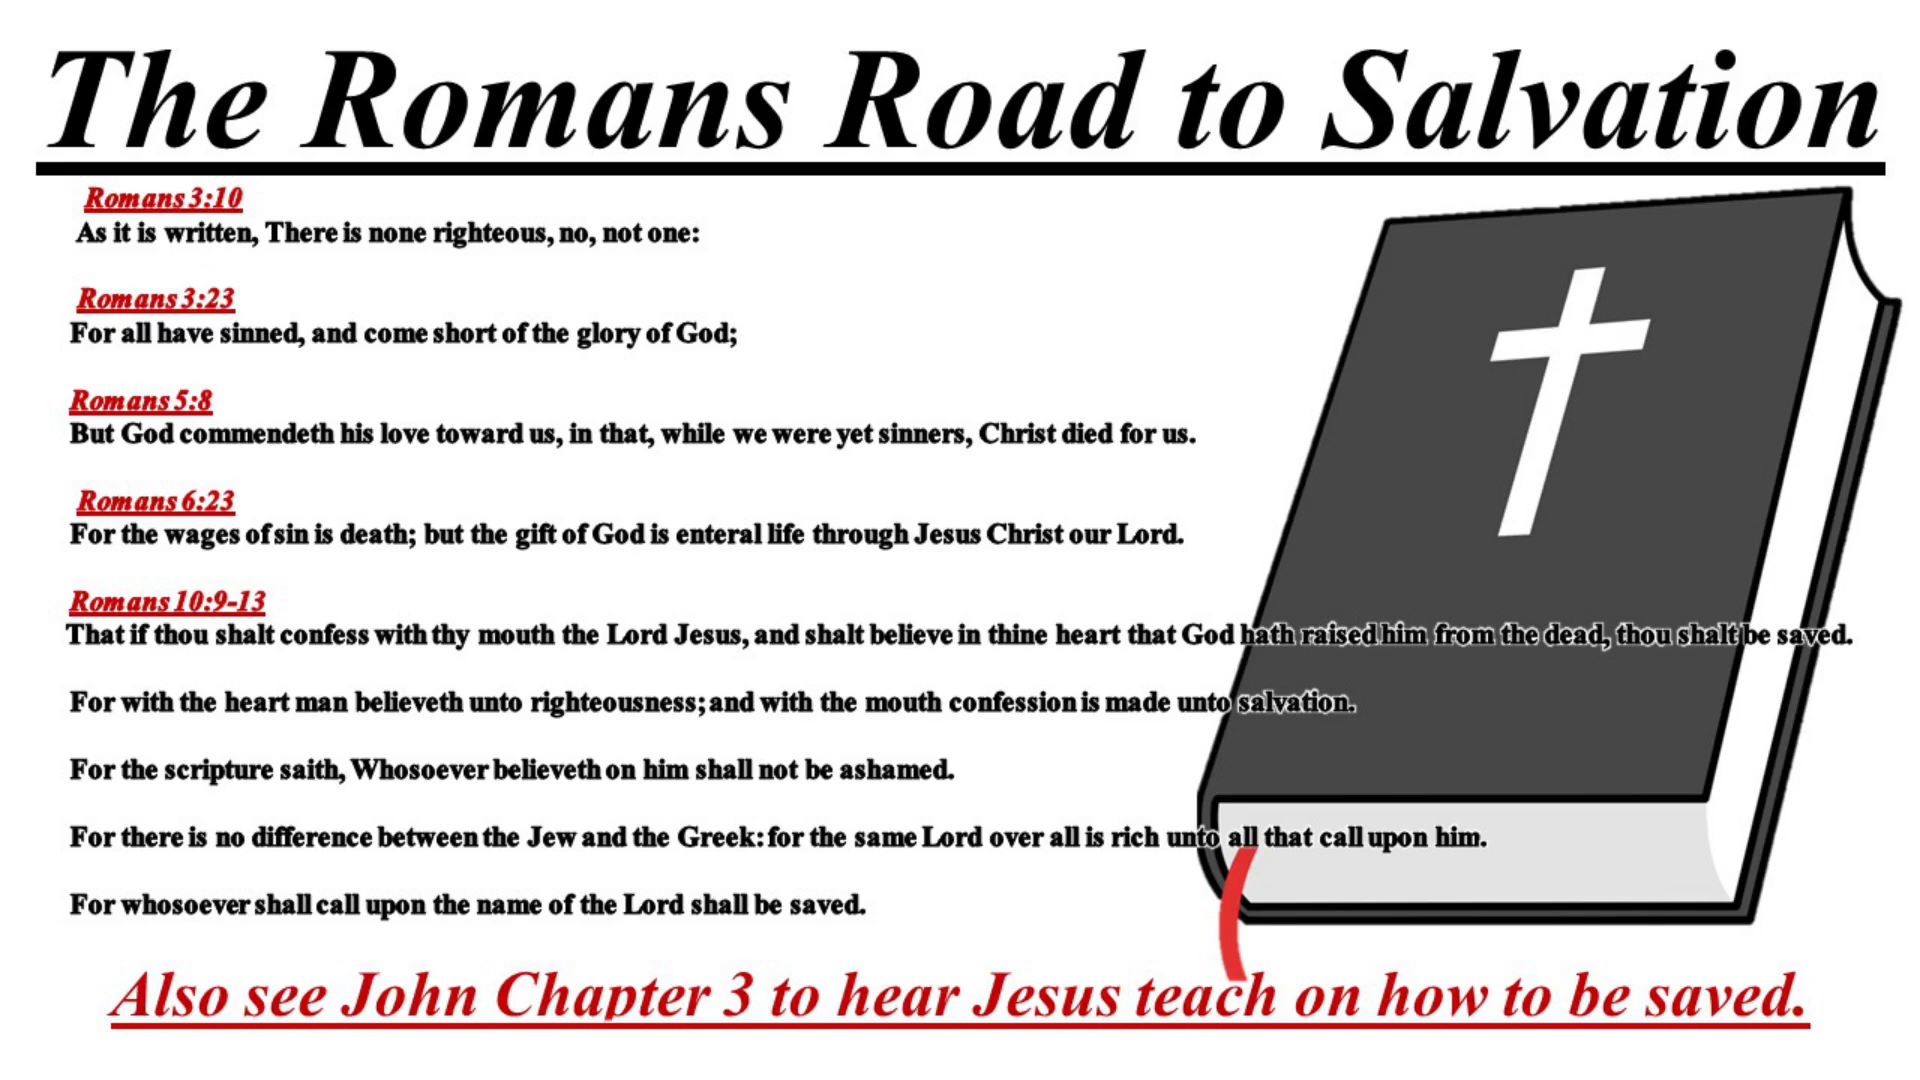 The Romans Road to Salvation
Romans 3:10
As it is written, There is none righteous, no, not one:
Romans 3:23
For all have sinned, and come short of the glory of God;
Romans 5:8
But God commendeth his love toward us, in that, while we were yet sinners, Christ died for us.
Romans 6:23
For the wages of sin is death; but the gift of God is enteral life through Jesus Christ our Lord.
Romans 10:9-13
That if thou shalt confess with thy mouth the Lord Jesus, and shalt believe in thine heart that God hath raised him from the dead, thou shalt be saved.
For with the heart man believeth unto righteousness; and with the mouth confession is made unto salvation.
For the scripture saith, Whosoever believeth on him shall not be ashamed.
For there is no difference between the Jew and the Greek: for the same Lord over all is rich unto all that call upon him.
For whosoever shall call upon the name of the Lord shall be saved.
Also see John Chapter 3 to hear Jesus teach on how to be saved.